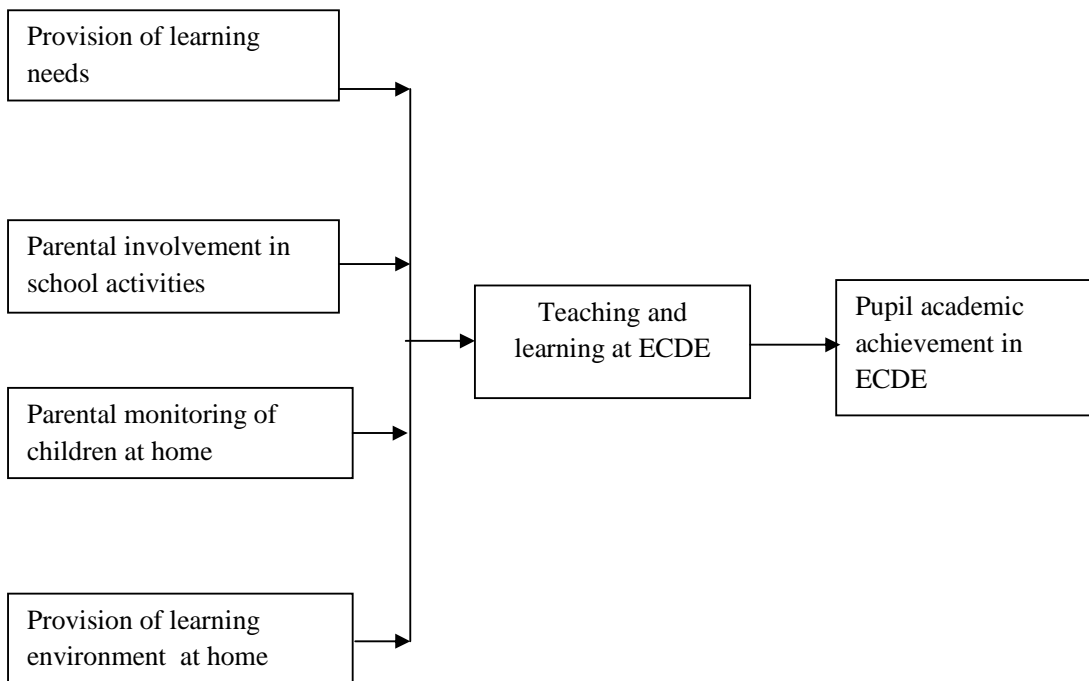 Provision of learning
needs
Parental involvement in
school activities
Parental monitoring of
children at home
Provision of learning
environment  at home
Teaching and
learning at ECDE
Pupil academic
achievement in
ECDE